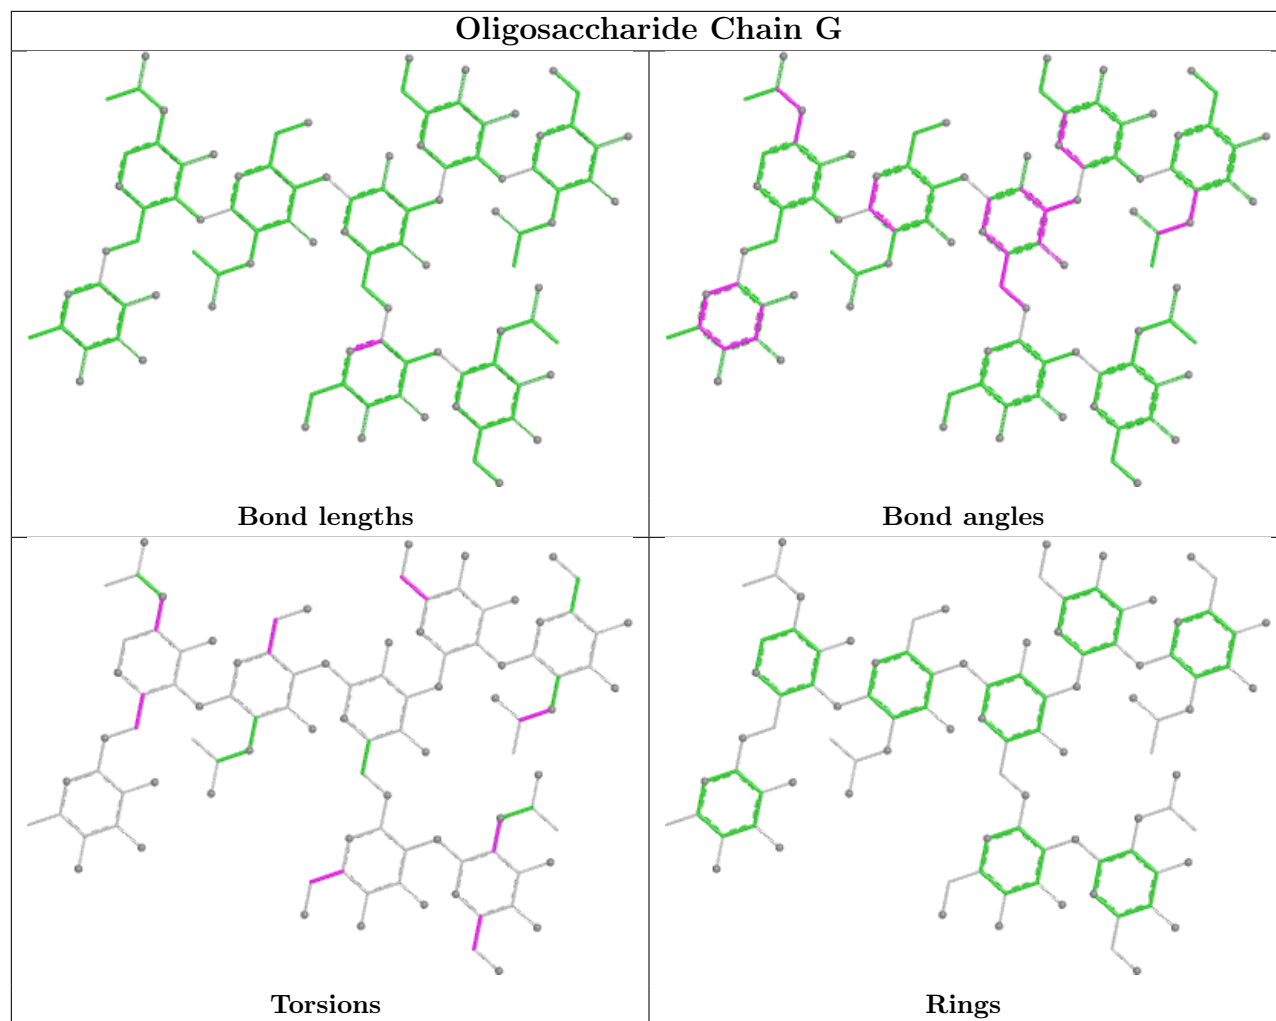 Oligosaccharide Chain G
Bond lengths
Bond angles
Torsions
Rings